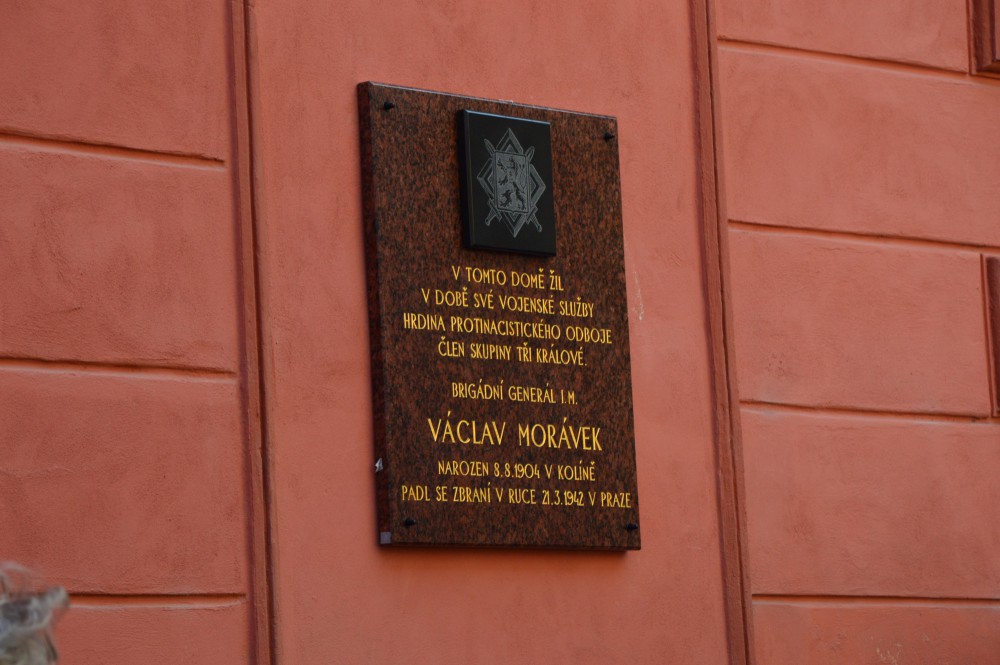 V TOMTO DOMĚ ŽIL
V DOBĚ SVÉ VOJENSKÉ SLUŽBY
HRDINA PROTINACISTICKÉHO ODBOJE
ČLEN SKUPINY TŘI KRÁLOVÉ.
BRIGÁDNÍ GENERÁL I.M.
VÁCLAV MORÁVEK
NAROZEN 8.8.1904 V KOLÍNĚ
PADL SE ZBRANÍ V RUCE 21.3.1942 V PRAZE